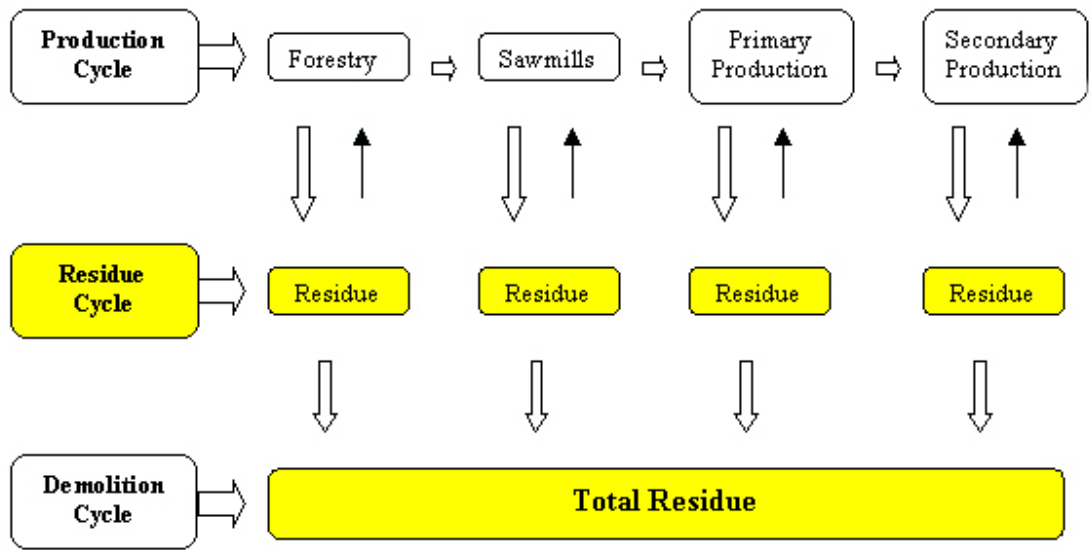 Production
Cycle
Forestry
Sawmills
Primary
Production
Secondary
Production
Residue
Cycle
Residue
Residue
Residue
Residue
Demolition
Cycle
Total Residue